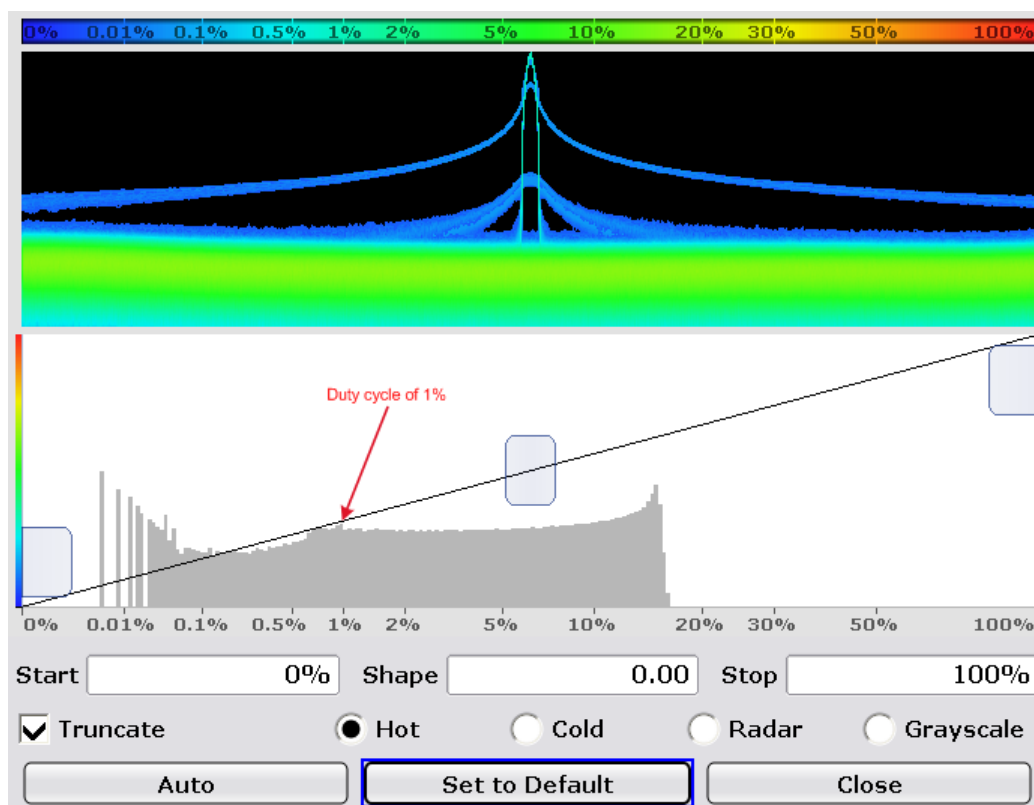 0% 0.01% 0.1% 0.5% 1% 2% 5% 10% 20% 30% 50% 100%
Duty cycle of 1%
0% 0.01% 0.1% 0.5% 1% 2% 5% 10% 20% 30% 50% 100%
Start 0% Shape 0.00 Stop 100%
Truncate Hot Cold Radar Grayscale
Auto Set to Default Close